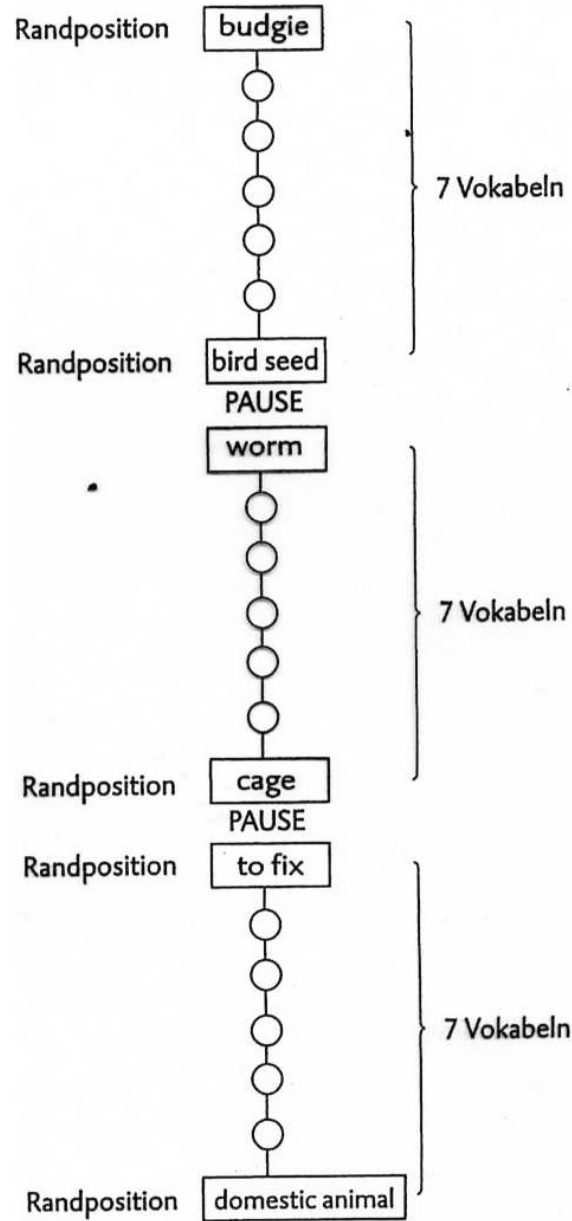 Randposition budgie
7 Vokabeln
Randposition bird seed
PAUSE
worm
7 Vokabeln
Randposition cage
PAUSE
Randposition to fix
7 Vokabeln
Randposition domestic animal